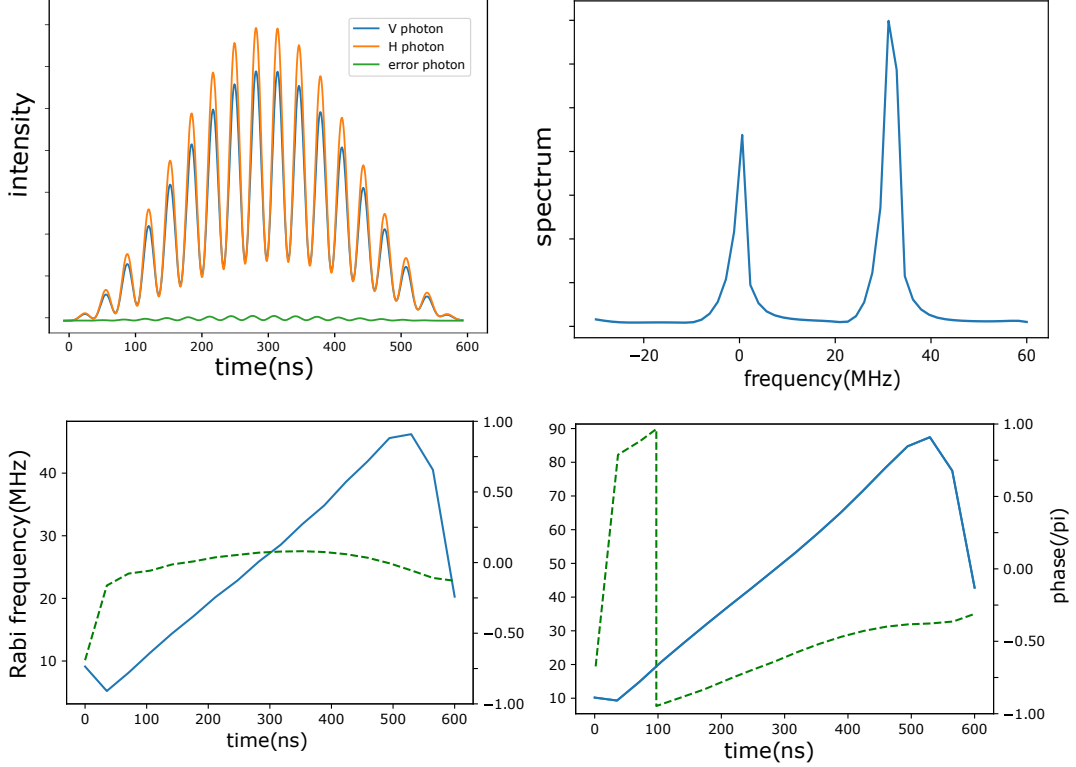 intensity
V photon
H photon
error photon
0 100 200 300 400 500 600
time(ns)
spectrum
−20 0 20 40 60
frequency(MHz)
Rabi frequency(MHz)
40
30
20
10
1.00
0.50
0.00
−0.50
−1.00
0 100 200 300 400 500 600
time(ns)
90
80
70
60
50
40
30
20
10
1.00
0.50
0.00
−0.50
−1.00
phase(/pi)
0 100 200 300 400 500 600
time(ns)